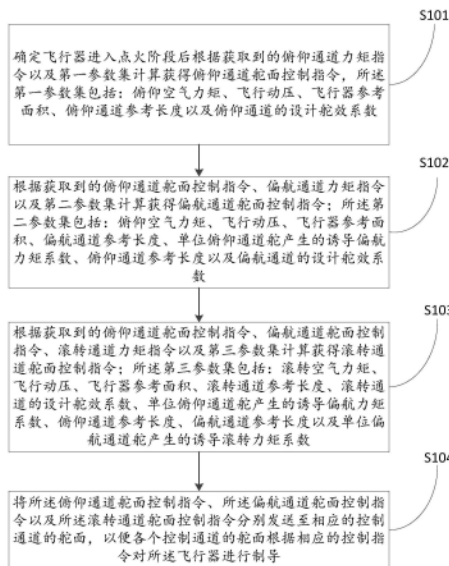 S101
确定飞行器进入点火阶段后根据获取到的俯仰通道力矩指
令以及第一参数集计算获得俯仰通道舵面控制指令，所述
第一参数集包括：俯仰空气力矩、飞行动压、飞行器参考
面积、俯仰通道参考长度以及俯仰通道的设计舵效系数
S102
根据获取到的俯仰通道舵面控制指令、偏航通道力矩指令
以及第二参数集计算获得偏航通道舵面控制指令；所述第
二参数集包括：俯仰空气力矩、飞行动压、飞行器参考面
积、偏航通道参考长度、单位俯仰通道舵产生的诱导偏航
力矩系数、俯仰通道参考长度以及偏航通道的设计舵效系
数
S103
根据获取到的俯仰通道舵面控制指令、偏航通道舵面控制
指令、滚转通道力矩指令以及第三参数集计算获得滚转通
道舵面控制指令；所述第三参数集包括：滚转空气力矩、
飞行动压、飞行器参考面积、滚转通道参考长度、滚转通道
的设计舵效系数、单位俯仰通道舵产生的诱导偏航力矩
系数、俯仰通道参考长度、偏航通道参考长度以及单位偏
航通道舵产生的诱导滚转力矩系数
S104
将所述俯仰通道舵面控制指令、所述偏航通道舵面控制指
令以及所述滚转通道舵面控制指令分别发送至相应的控制
通道的舵面，以便各个控制通道的舵面根据相应的控制指
令对所述飞行器进行制导